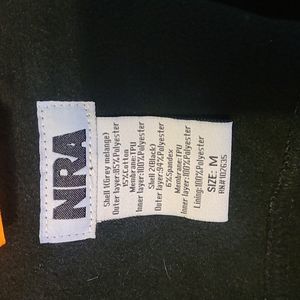 NRA
Shell 1(Grey melange)
Outer layer:85%Polyester
15%Cotton
Membrane:TPU
Inner layer:100%Polyester
Shell 2(Black)
Outer layer:94%Polyester
6%Spandex
Membrane:TPU
Inner layer:100%Polyester
Lining:100%Polyester
SIZE: M